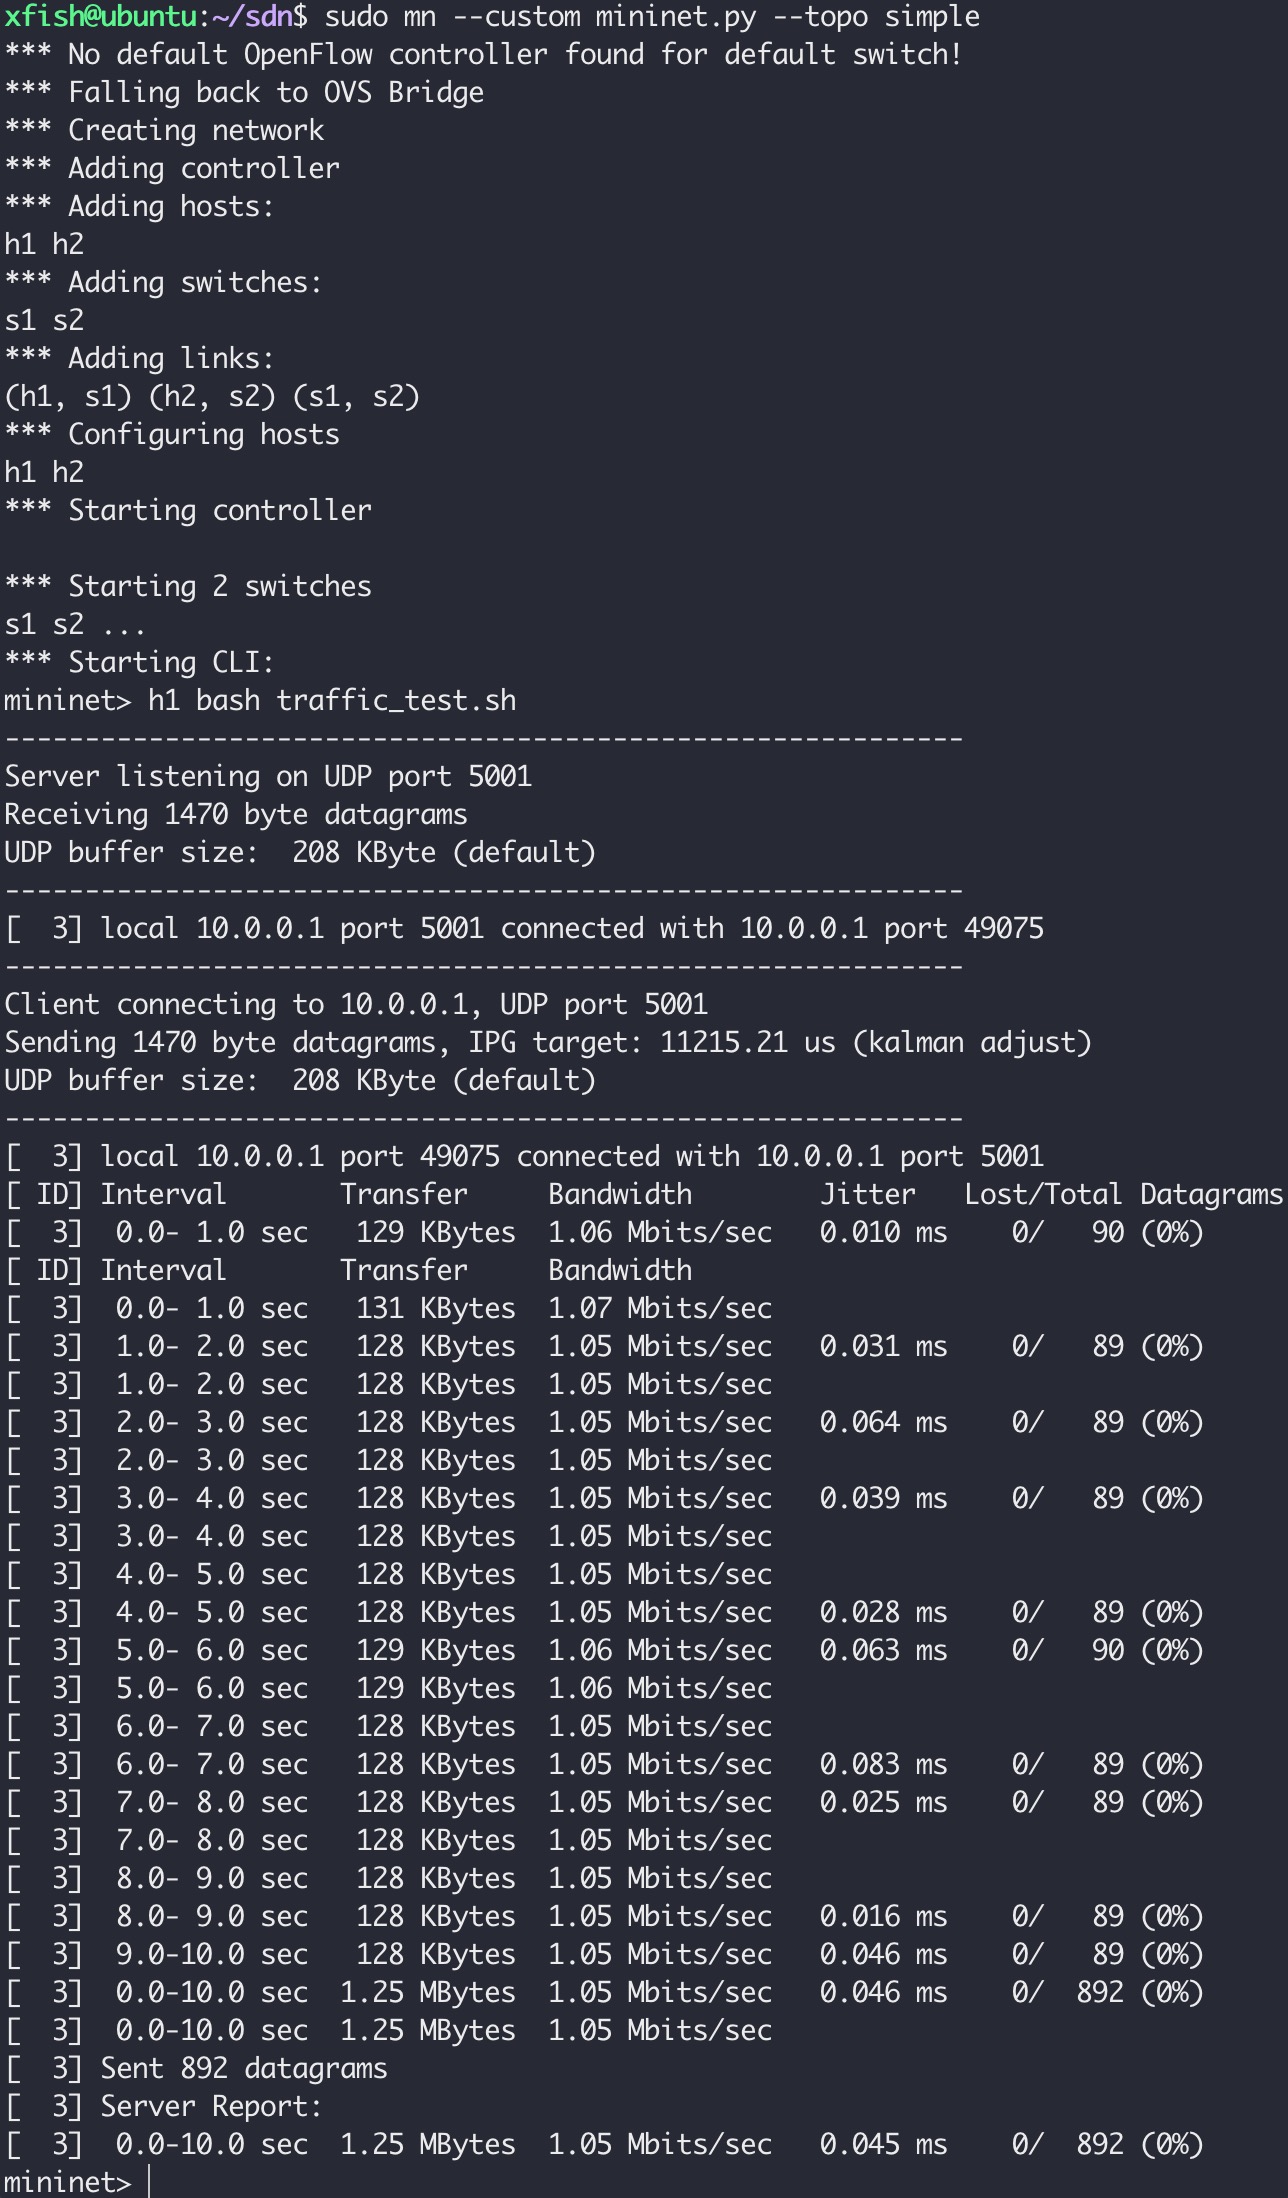 xfish@ubuntu:~/sdn$ sudo mn --custom mininet.py --topo simple
*** No default OpenFlow controller found for default switch!
*** Falling back to OVS Bridge
*** Creating network
*** Adding controller
*** Adding hosts:
h1 h2
*** Adding switches:
s1 s2
*** Adding links:
(h1, s1) (h2, s2) (s1, s2)
*** Configuring hosts
h1 h2
*** Starting controller

*** Starting 2 switches
s1 s2 ...
*** Starting CLI:
mininet> h1 bash traffic_test.sh
------------------------------------------------------------
Server listening on UDP port 5001
Receiving 1470 byte datagrams
UDP buffer size:  208 KByte (default)
------------------------------------------------------------
[  3] local 10.0.0.1 port 5001 connected with 10.0.0.1 port 49075
------------------------------------------------------------
Client connecting to 10.0.0.1, UDP port 5001
Sending 1470 byte datagrams, IPG target: 11215.21 us (kalman adjust)
UDP buffer size:  208 KByte (default)
------------------------------------------------------------
[  3] local 10.0.0.1 port 49075 connected with 10.0.0.1 port 5001
[ ID] Interval       Transfer     Bandwidth        Jitter   Lost/Total Datagrams
[  3]  0.0- 1.0 sec   129 KBytes  1.06 Mbits/sec   0.010 ms    0/   90 (0%)
[ ID] Interval       Transfer     Bandwidth
[  3]  0.0- 1.0 sec   131 KBytes  1.07 Mbits/sec
[  3]  1.0- 2.0 sec   128 KBytes  1.05 Mbits/sec   0.031 ms    0/   89 (0%)
[  3]  1.0- 2.0 sec   128 KBytes  1.05 Mbits/sec
[  3]  2.0- 3.0 sec   128 KBytes  1.05 Mbits/sec   0.064 ms    0/   89 (0%)
[  3]  2.0- 3.0 sec   128 KBytes  1.05 Mbits/sec
[  3]  3.0- 4.0 sec   128 KBytes  1.05 Mbits/sec   0.039 ms    0/   89 (0%)
[  3]  3.0- 4.0 sec   128 KBytes  1.05 Mbits/sec
[  3]  4.0- 5.0 sec   128 KBytes  1.05 Mbits/sec
[  3]  4.0- 5.0 sec   128 KBytes  1.05 Mbits/sec   0.028 ms    0/   89 (0%)
[  3]  5.0- 6.0 sec   129 KBytes  1.06 Mbits/sec   0.063 ms    0/   90 (0%)
[  3]  5.0- 6.0 sec   129 KBytes  1.06 Mbits/sec
[  3]  6.0- 7.0 sec   128 KBytes  1.05 Mbits/sec
[  3]  6.0- 7.0 sec   128 KBytes  1.05 Mbits/sec   0.083 ms    0/   89 (0%)
[  3]  7.0- 8.0 sec   128 KBytes  1.05 Mbits/sec   0.025 ms    0/   89 (0%)
[  3]  7.0- 8.0 sec   128 KBytes  1.05 Mbits/sec
[  3]  8.0- 9.0 sec   128 KBytes  1.05 Mbits/sec
[  3]  8.0- 9.0 sec   128 KBytes  1.05 Mbits/sec   0.016 ms    0/   89 (0%)
[  3]  9.0-10.0 sec   128 KBytes  1.05 Mbits/sec   0.046 ms    0/   89 (0%)
[  3]  0.0-10.0 sec  1.25 MBytes  1.05 Mbits/sec   0.046 ms    0/  892 (0%)
[  3]  0.0-10.0 sec  1.25 MBytes  1.05 Mbits/sec
[  3] Sent 892 datagrams
[  3] Server Report:
[  3]  0.0-10.0 sec  1.25 MBytes  1.05 Mbits/sec   0.045 ms    0/  892 (0%)
mininet>